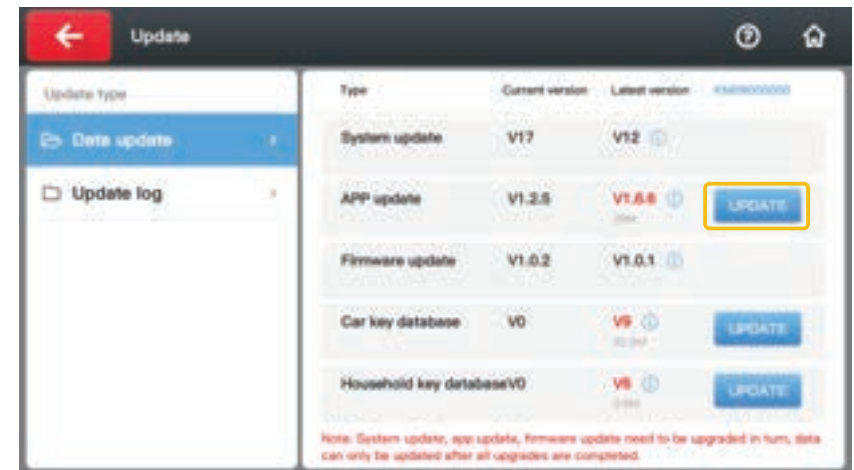 Update
Update type
Data update
Update log
Type Current version Latest version
System update V17 V12
APP update V1.2.5 V1.6.6 UPDATE
Firmware update V1.0.2 V1.0.1
Car key database V0 UPDATE
Household key databaseV0 UPDATE
Note: System update, app update, firmware update need to be upgraded in turn, data
can only be updated after all upgrades are completed.